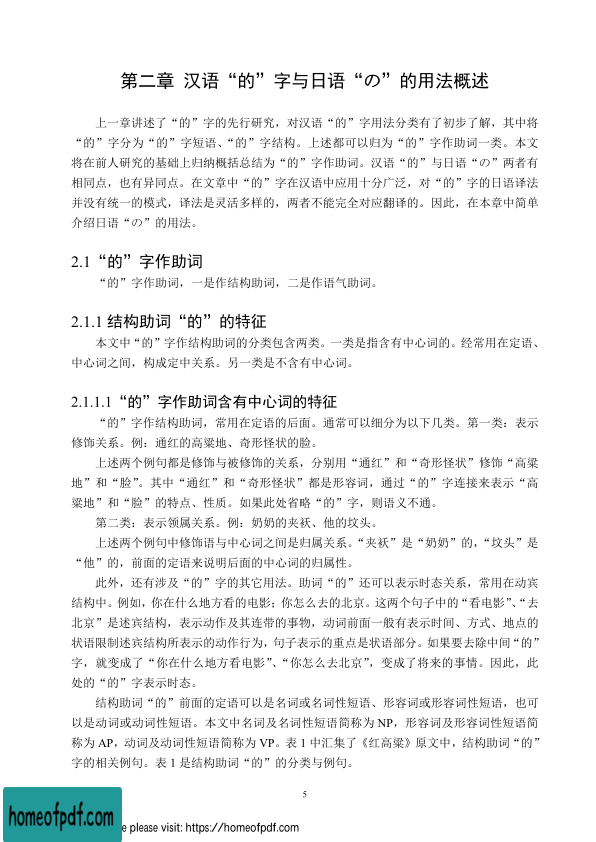 第二章 汉语“的”字与日语“の”的用法概述
上一章讲述了“的”字的先行研究，对汉语“的”字用法分类有了初步了解，其中将
“的”字分为“的”字短语、“的”字结构。上述都可以归为“的”字作助词一类。本文
将在前人研究的基础上归纳概括总结为“的”字作助词。汉语“的”与日语“の”两者有
相同点，也有异同点。在文章中“的”字在汉语中应用十分广泛，对“的”字的日语译法
并没有统一的模式，译法是灵活多样的，两者不能完全对应翻译的。因此，在本章中简单
介绍日语“の”的用法。
2.1“的”字作助词
“的”字作助词，一是作结构助词，二是作语气助词。
2.1.1 结构助词“的”的特征
本文中“的”字作结构助词的分类包含两类。一类是指含有中心词的。经常用在定语、
中心词之间，构成定中关系。另一类是不含有中心词。
2.1.1.1“的”字作助词含有中心词的特征
“的”字作结构助词，常用在定语的后面。通常可以细分为以下几类。第一类：表示
修饰关系。例：通红的高粱地、奇形怪状的脸。
上述两个例句都是修饰与被修饰的关系，分别用“通红”和“奇形怪状”修饰“高粱
地”和“脸”。其中“通红”和“奇形怪状”都是形容词，通过“的”字连接来表示“高
粱地”和“脸”的特点、性质。如果此处省略“的”字，则语义不通。
第二类：表示领属关系。例：奶奶的夹袄、他的坟头。
上述两个例句中修饰语与中心词之间是归属关系。“夹袄”是“奶奶”的，“坟头”是
“他”的，前面的定语来说明后面的中心词的归属性。
此外，还有涉及“的”字的其它用法。助词“的”还可以表示时态关系，常用在动宾
结构中。例如，你在什么地方看的电影；你怎么去的北京。这两个句子中的“看电影”、“去
北京”是述宾结构，表示动作及其连带的事物，动词前面一般有表示时间、方式、地点的
状语限制述宾结构所表示的动作行为，句子表示的重点是状语部分。如果要去除中间“的”
字，就变成了“你在什么地方看电影”、“你怎么去北京”，变成了将来的事情。因此，此
处的“的”字表示时态。
结构助词“的”前面的定语可以是名词或名词性短语、形容词或形容词性短语，也可
以是动词或动词性短语。本文中名词及名词性短语简称为 NP，形容词及形容词性短语简
称为 AP，动词及动词性短语简称为 VP。表 1 中汇集了《红高粱》原文中，结构助词“的”
字的相关例句。表 1 是结构助词“的”的分类与例句。
5
homeofpdf.com
e please visit: https://homeofpdf.com